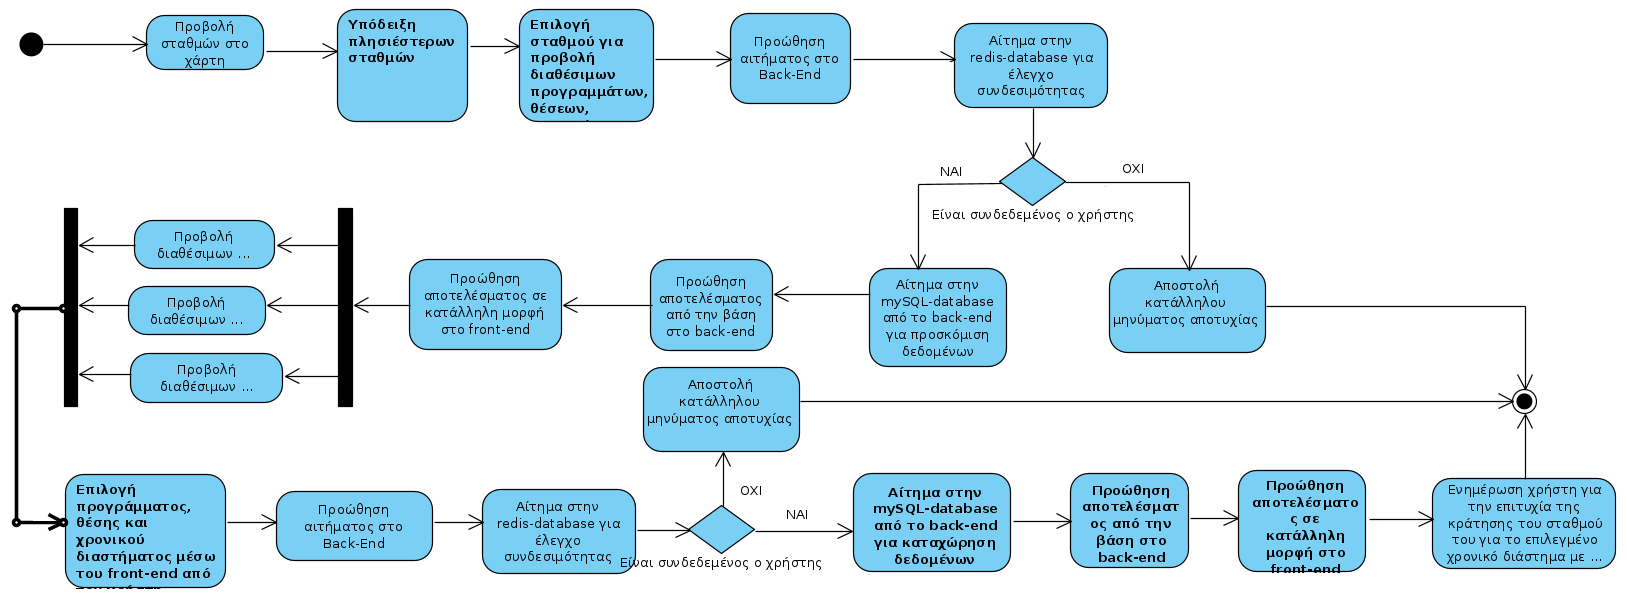 Προβολή
σταθμών στο
χάρτη
Υπόδειξη
πλησιέστερων
σταθμών
Επιλογή
σταθμού για
προβολή
διαθέσιμων
προγραμμάτων,
θέσεων,
Προώθηση
αιτήματος στο
Back-End
Αίτημα στην
redis-database για
έλεγχο
συνδεσιμότητας
ΝΑΙ
ΟΧΙ
Είναι συνδεδεμένος ο χρήστης
Προβολή
διαθέσιμων ...
Προβολή
διαθέσιμων ...
Προβολή
διαθέσιμων ...
Προώθηση
αποτελέσματος σε
κατάλληλη μορφή
στο front-end
Προώθηση
αποτελέσματος
από την βάση
στο back-end
Αίτημα στην
mySQL-database
από το back-end
για προσκόμιση
δεδομένων
Αποστολή
κατάλληλου
μηνύματος αποτυχίας
Αποστολή
κατάλληλου
μηνύματος αποτυχίας
Επιλογή
προγράμματος,
θέσης και
χρονικού
διαστήματος μέσω
του front-end από
Προώθηση
αιτήματος στο
Back-End
Αίτημα στην
redis-database για
έλεγχο
συνδεσιμότητας
ΟΧΙ
ΝΑΙ
Είναι συνδεδεμένος ο χρήστης
Αίτημα στην
mySQL-database
από το back-end
για καταχώρηση
δεδομένων
Προώθηση
αποτελέσματ
ος από την
βάση στο
back-end
Προώθηση
αποτελέσματο
ς σε
κατάλληλη
μορφή στο
front-end
Ενημέρωση χρήστη για
την επιτυχία της
κράτησης του σταθμού
του για το επιλεγμένο
χρονικό διάστημα με ...